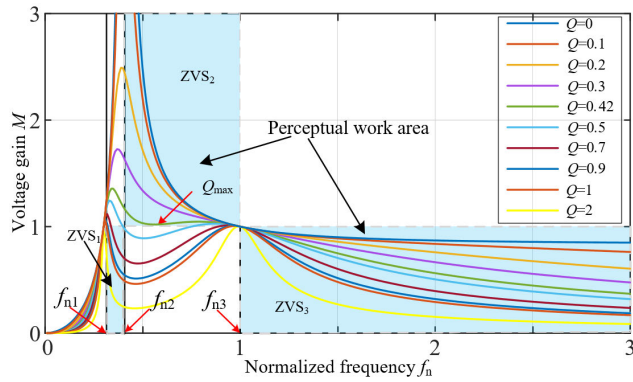 3
2
1
0
Voltage gain M
ZVS₂
Perceptual work area
Qmax
ZVS₁
fn1
fn2
fn3
ZVS₃
Q=0
Q=0.1
Q=0.2
Q=0.3
Q=0.42
Q=0.5
Q=0.7
Q=0.9
Q=1
Q=2
0 1 2 3
Normalized frequency fn